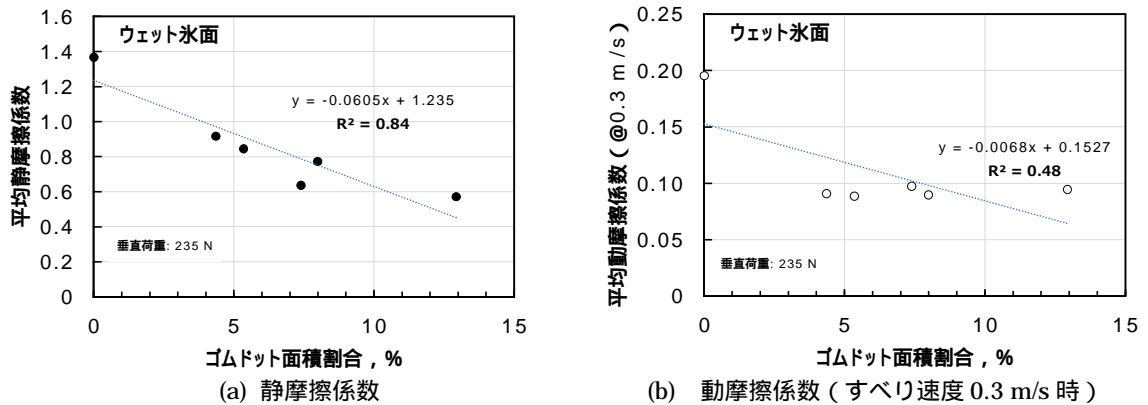 ウェット氷面
1.6
1.4
1.2
1.0
0.8
0.6
0.4
0.2
0
平均静摩擦係数
y = -0.0605x + 1.235
R² = 0.84
垂直荷重: 235 N
0 5 10 15
ゴムドット面積割合 , %
(a) 静摩擦係数
ウェット氷面
0.25
0.20
0.15
0.10
0.05
0
平均動摩擦係数 ( @0.3 m/s )
y = -0.0068x + 0.1527
R² = 0.48
垂直荷重: 235 N
0 5 10 15
ゴムドット面積割合 , %
(b) 動摩擦係数 ( すべり速度 0.3 m/s 時 )